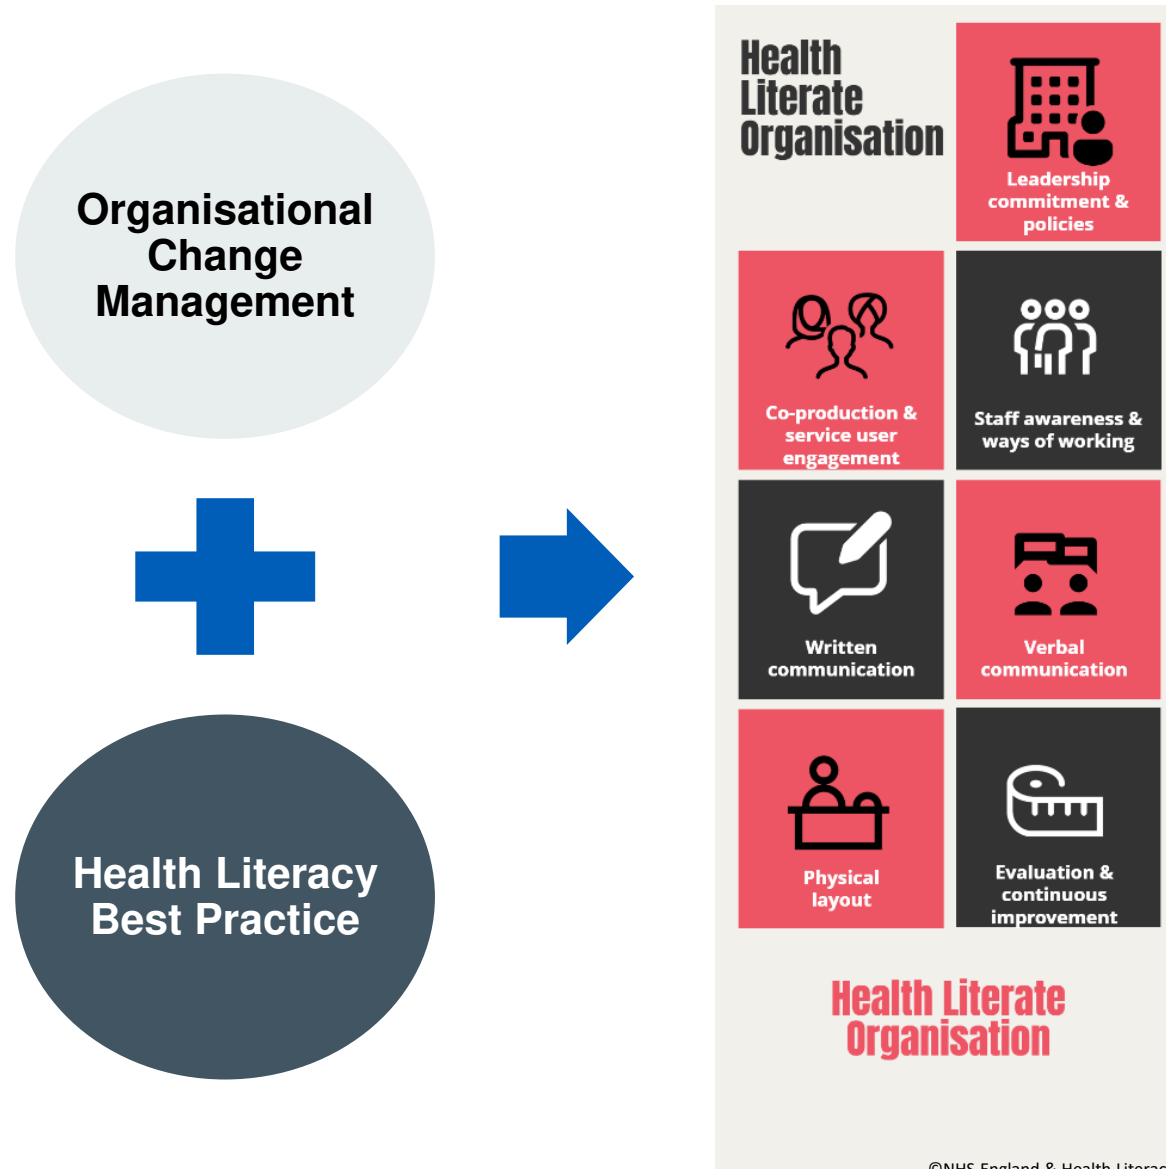 Organisational
Change
Management
Health Literacy
Best Practice
Health
Literate
Organisation
Leadership
commitment &
policies
Co-production &
service user
engagement
Staff awareness &
ways of working
Written
communication
Verbal
communication
Physical
layout
Evaluation &
continuous
improvement
Health Literate
Organisation
©NHS England & Health Literac